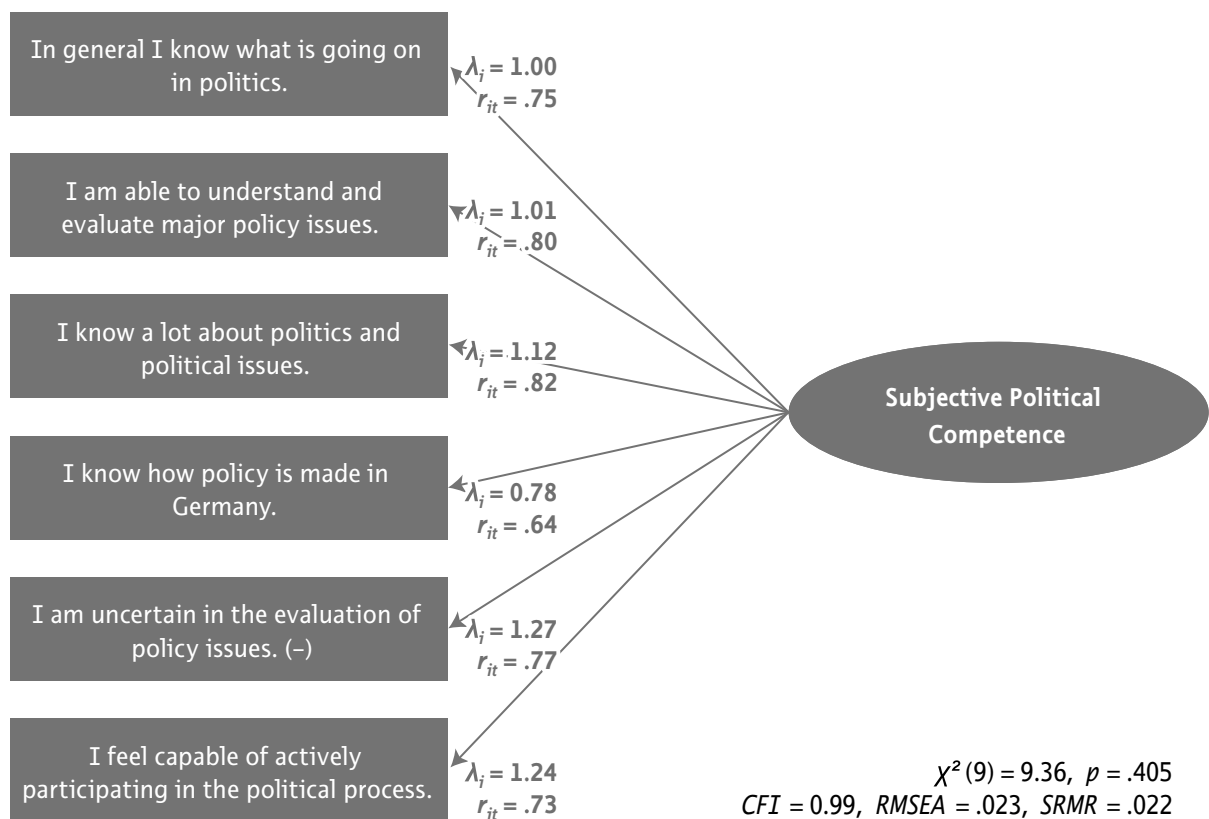 In general I know what is going on
in politics.
λi = 1.00
rit = .75
I am able to understand and
evaluate major policy issues.
λi = 1.01
rit = .80
I know a lot about politics and
political issues.
λi = 1.12
rit = .82
Subjective Political
Competence
I know how policy is made in
Germany.
λi = 0.78
rit = .64
I am uncertain in the evaluation of
policy issues. (–)
λi = 1.27
rit = .77
I feel capable of actively
participating in the political process.
λi = 1.24
rit = .73
χ² (9) = 9.36, p = .405
CFI = 0.99, RMSEA = .023, SRMR = .022